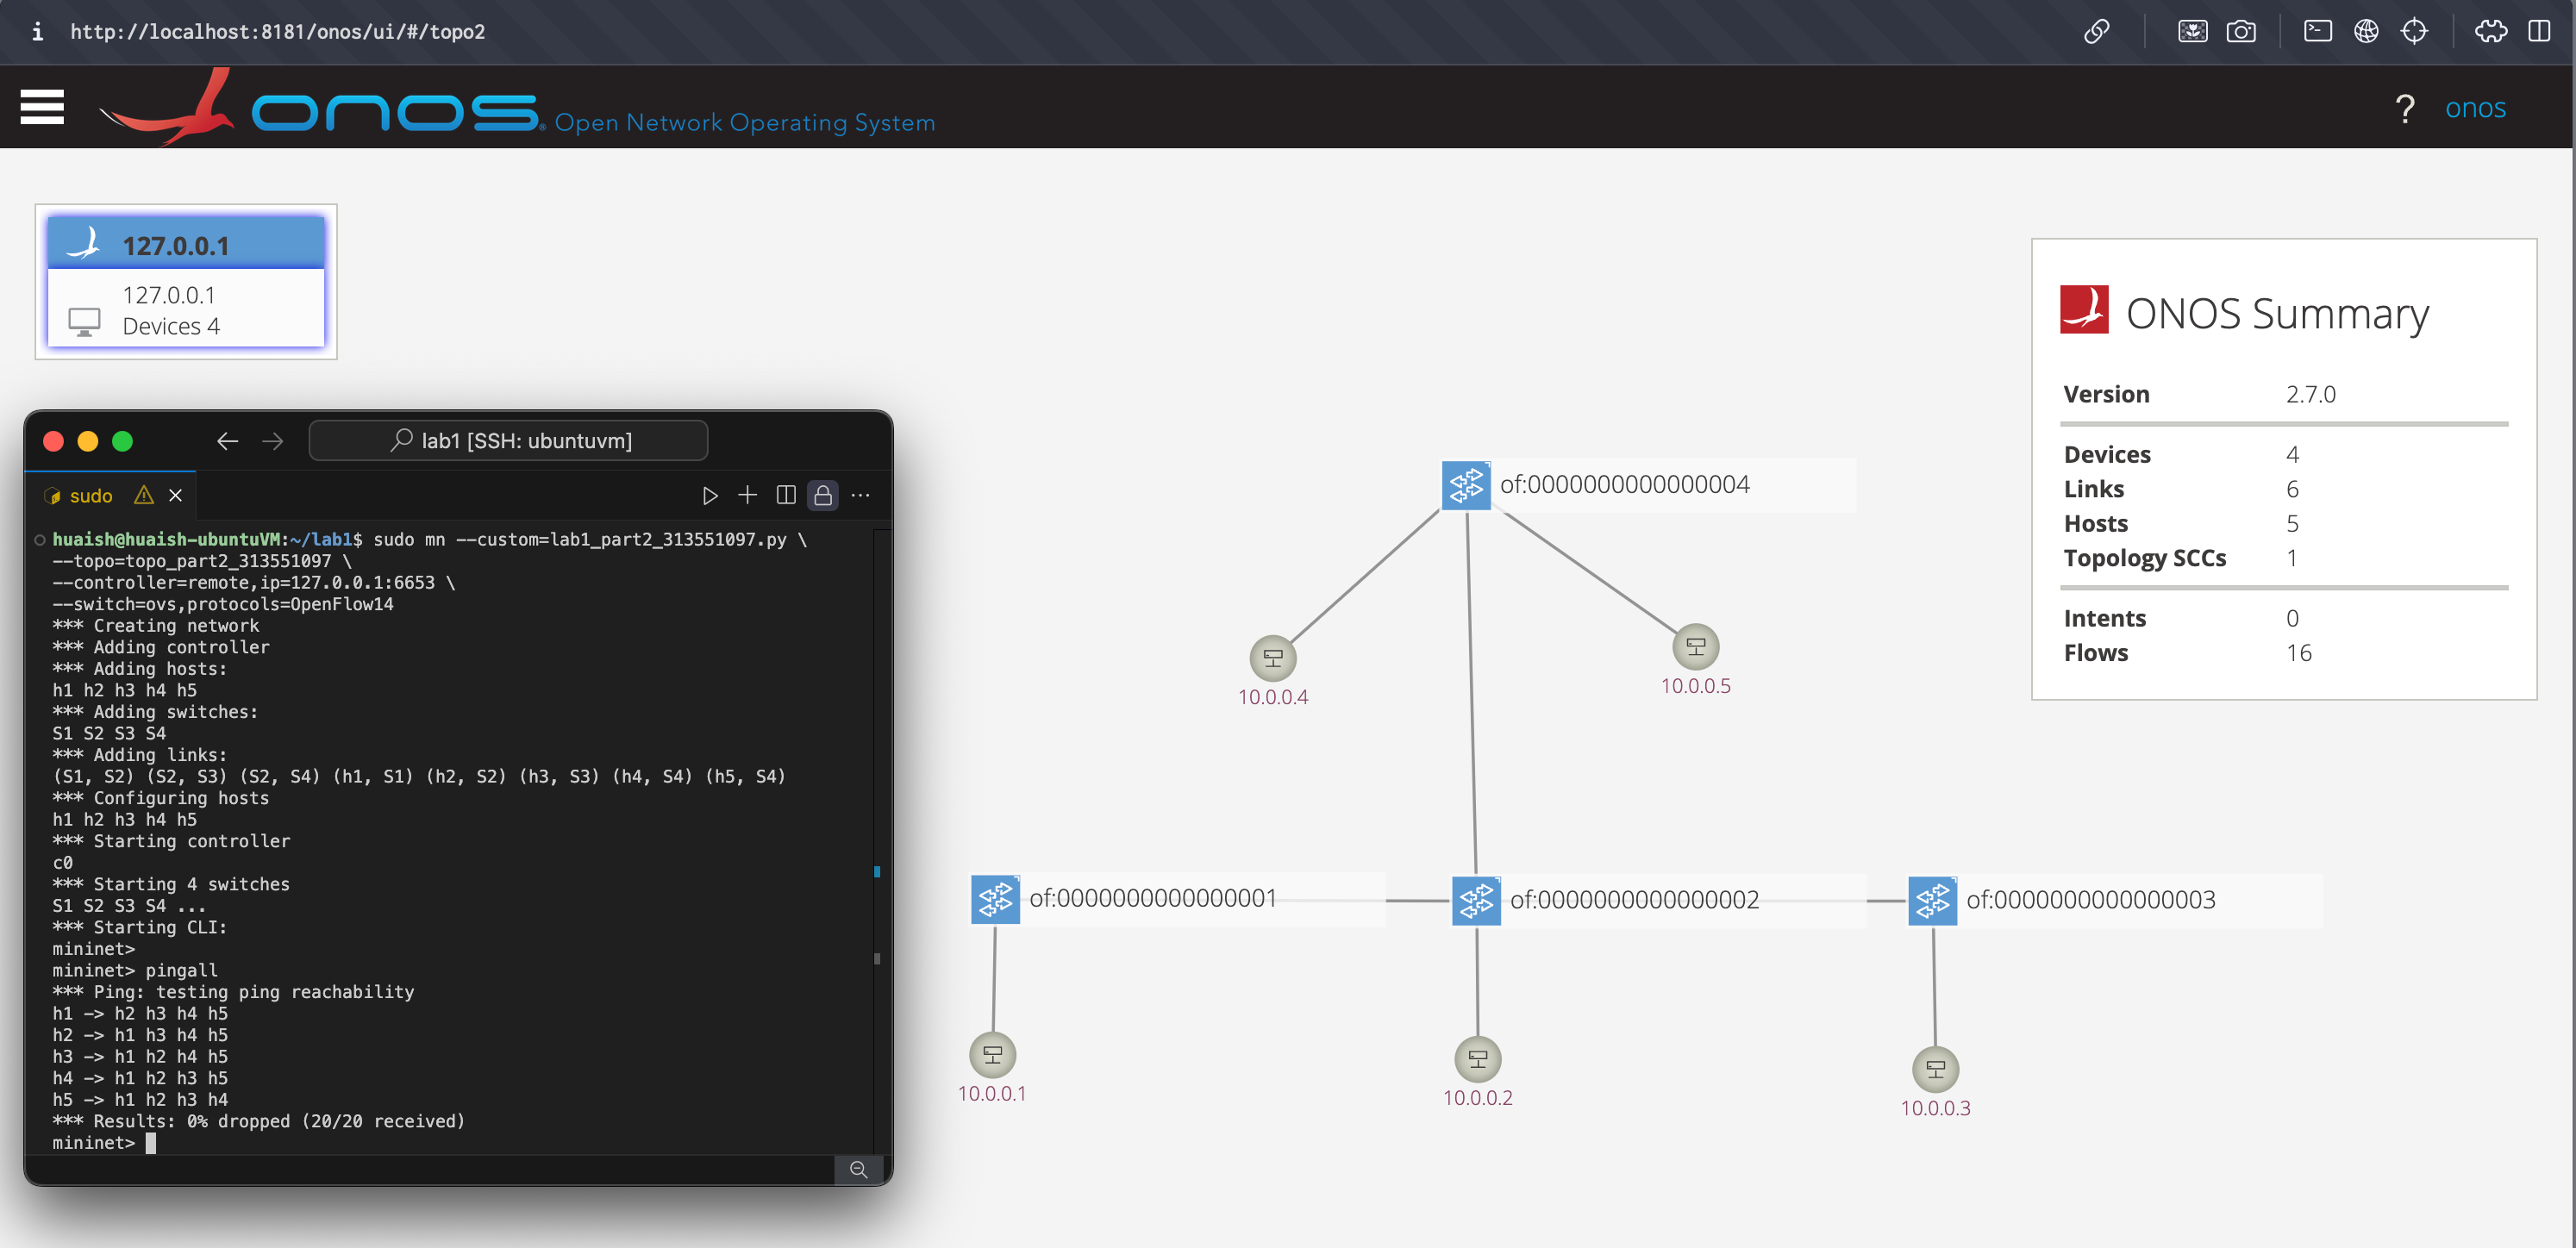 http://localhost:8181/onos/ui/#/topo2
onos Open Network Operating System
? onos
127.0.0.1
127.0.0.1
Devices 4
lab1 [SSH: ubuntuvm]
sudo
huaish@huaish-ubuntuVM:~/lab1$ sudo mn --custom=lab1_part2_313551097.py \
--topo=topo_part2_313551097 \
--controller=remote,ip=127.0.0.1:6653 \
--switch=ovs,protocols=OpenFlow14
*** Creating network
*** Adding controller
*** Adding hosts:
h1 h2 h3 h4 h5
*** Adding switches:
S1 S2 S3 S4
*** Adding links:
(S1, S2) (S2, S3) (S2, S4) (h1, S1) (h2, S2) (h3, S3) (h4, S4) (h5, S4)
*** Configuring hosts
h1 h2 h3 h4 h5
*** Starting controller
c0
*** Starting 4 switches
S1 S2 S3 S4 ...
*** Starting CLI:
mininet>
mininet> pingall
*** Ping: testing ping reachability
h1 -> h2 h3 h4 h5
h2 -> h1 h3 h4 h5
h3 -> h1 h2 h4 h5
h4 -> h1 h2 h3 h5
h5 -> h1 h2 h3 h4
*** Results: 0% dropped (20/20 received)
mininet>
of:0000000000000004
10.0.0.4
10.0.0.5
of:0000000000000001
of:0000000000000002
of:0000000000000003
10.0.0.1
10.0.0.2
10.0.0.3
ONOS Summary
Version 2.7.0
Devices 4
Links 6
Hosts 5
Topology SCCs 1
Intents 0
Flows 16